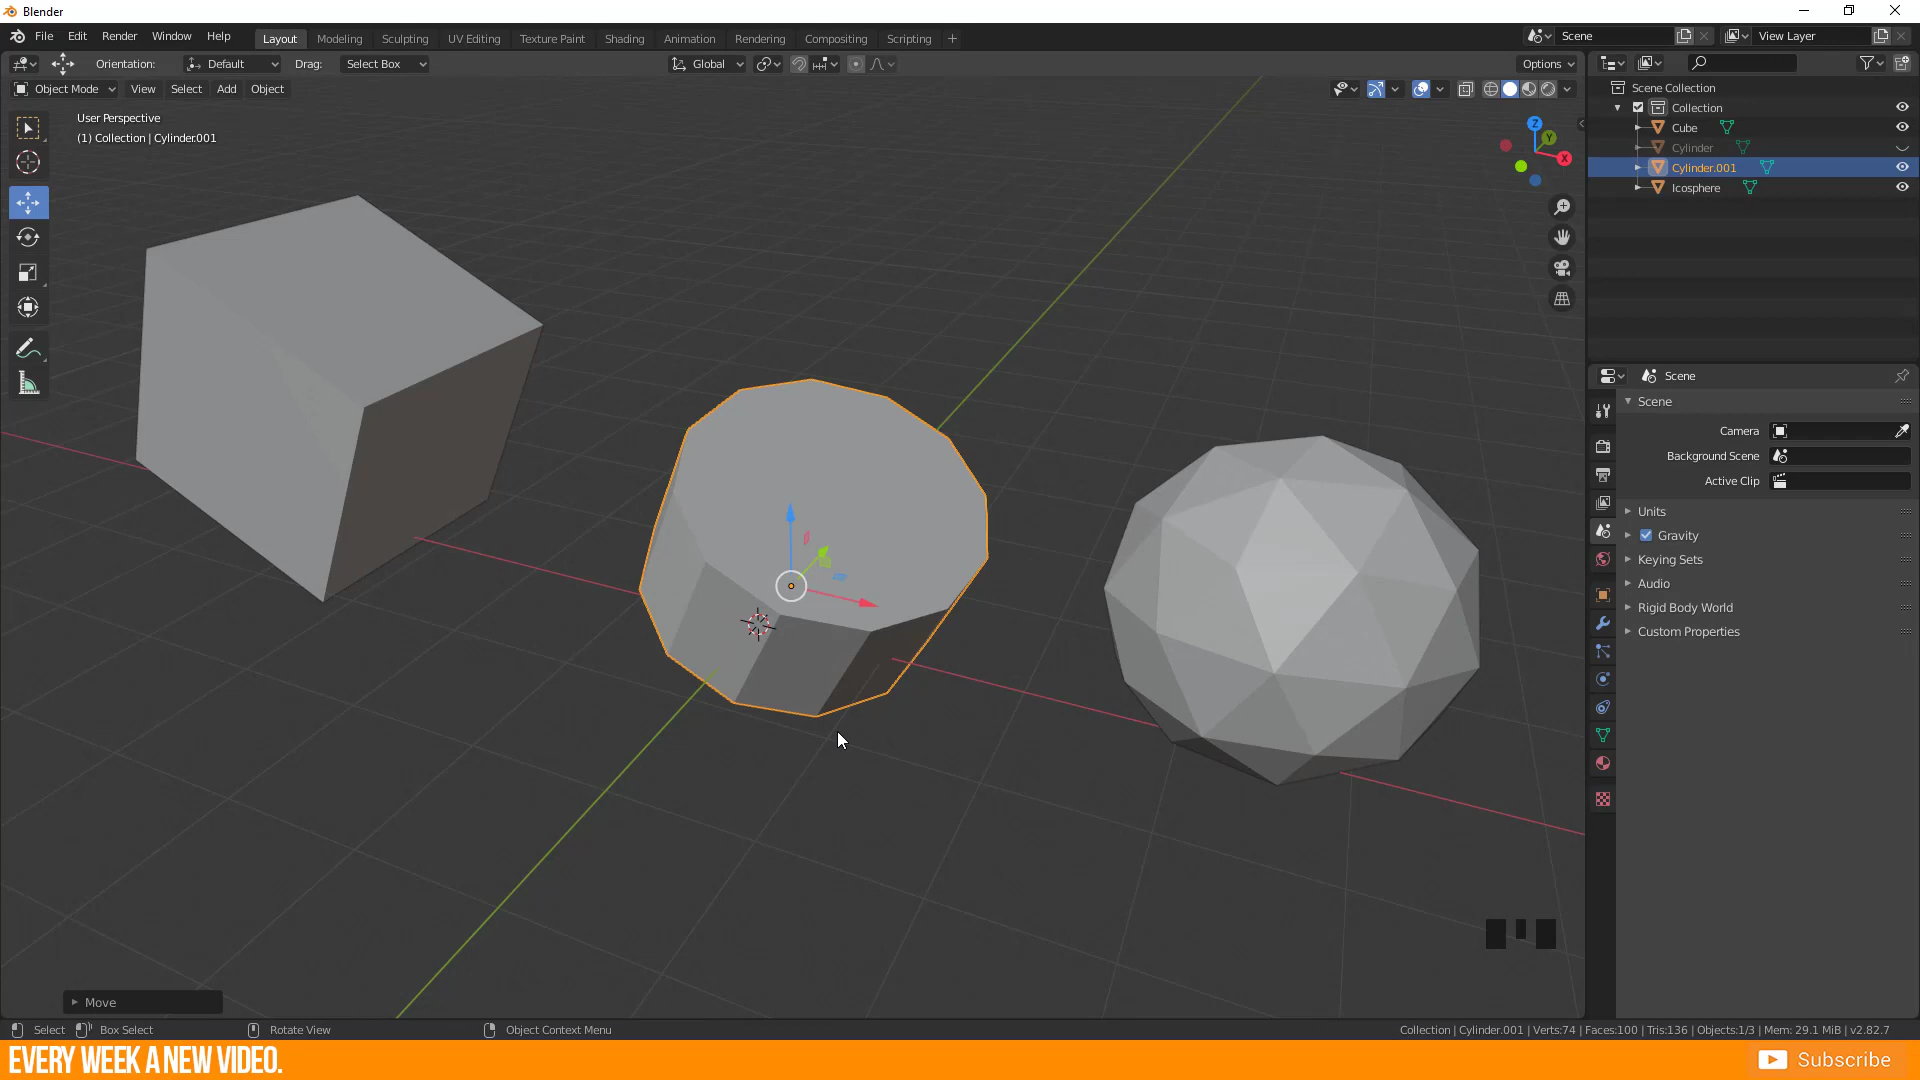 Blender
File Edit Render Window Help
Layout Modeling Sculpting UV Editing Texture Paint Shading Animation Rendering Compositing Scripting +
Scene
View Layer
Orientation: Default Drag: Select Box
Global
Options
Object Mode View Select Add Object
User Perspective
(1) Collection | Cylinder.001
Z
Y
X
Scene Collection
Collection
Cube
Cylinder
Cylinder.001
Icosphere
Scene
Scene
Camera
Background Scene
Active Clip
Units
Gravity
Keying Sets
Audio
Rigid Body World
Custom Properties
Move
Select Box Select Rotate View Object Context Menu
Collection | Cylinder.001 | Verts:74 | Faces:100 | Tris:136 | Objects:1/3 | Mem: 29.1 MiB | v2.82.7
EVERY WEEK A NEW VIDEO.
Subscribe